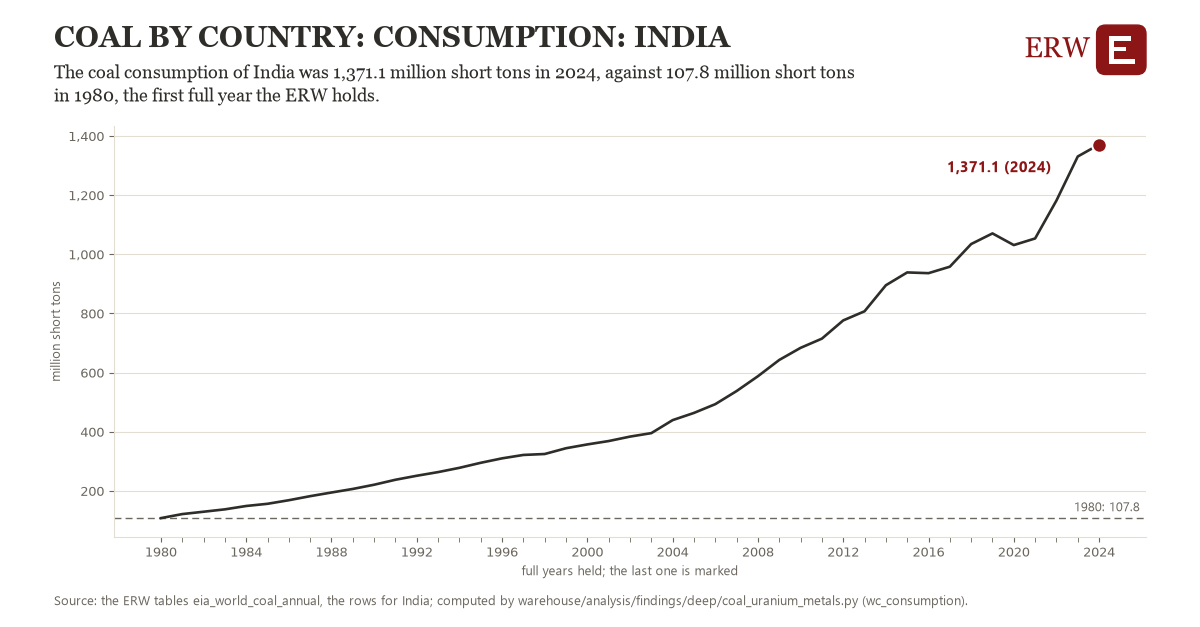 COAL BY COUNTRY: CONSUMPTION: INDIA
ERW E
The coal consumption of India was 1,371.1 million short tons in 2024, against 107.8 million short tons
in 1980, the first full year the ERW holds.
1,400
1,200
1,000
800
600
400
200
million short tons
1,371.1 (2024)
1980: 107.8
1980 1984 1988 1992 1996 2000 2004 2008 2012 2016 2020 2024
full years held; the last one is marked
Source: the ERW tables eia_world_coal_annual, the rows for India; computed by warehouse/analysis/findings/deep/coal_uranium_metals.py (wc_consumption).